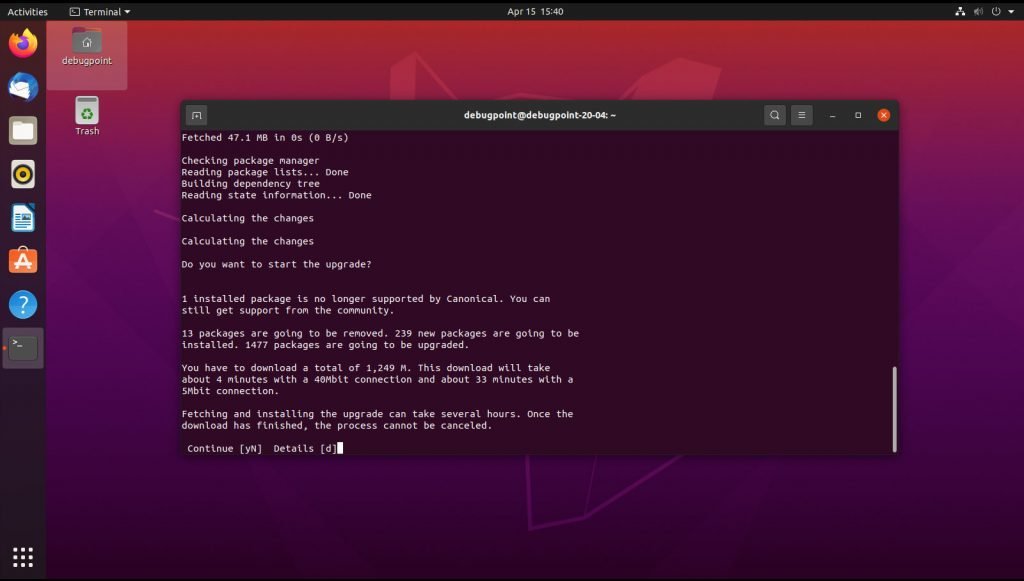 Activities
Terminal
Apr 15 15:40
debugpoint
Trash
debugpoint@debugpoint-20-04: ~
Fetched 47.1 MB in 0s (0 B/s)
Checking package manager
Reading package lists... Done
Building dependency tree
Reading state information... Done
Calculating the changes
Calculating the changes
Do you want to start the upgrade?
1 installed package is no longer supported by Canonical. You can
still get support from the community.
13 packages are going to be removed. 239 new packages are going to be
installed. 1477 packages are going to be upgraded.
You have to download a total of 1,249 M. This download will take
about 4 minutes with a 40Mbit connection and about 33 minutes with a
5Mbit connection.
Fetching and installing the upgrade can take several hours. Once the
download has finished, the process cannot be canceled.
Continue [yN]  Details [d]